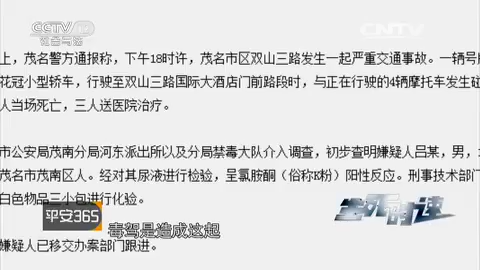 CCTV
社会与法
CNTV
上，茂名警方通报称，下午18时许，茂名市区双山三路发生一起严重交通事故。一辆号牌
花冠小型轿车，行驶至双山三路国际大酒店门前路段时，与正在行驶的4辆摩托车发生碰
人当场死亡，三人送医院治疗。
市公安局茂南分局河东派出所以及分局禁毒大队介入调查，初步查明嫌疑人吕某，男，
茂名市茂南区人。经对其尿液进行检验，呈氯胺酮（俗称K粉）阳性反应。刑事技术部门
白色物品三小包进行化验。
平安365
毒驾是造成这起
嫌疑人已移交办案部门跟进。